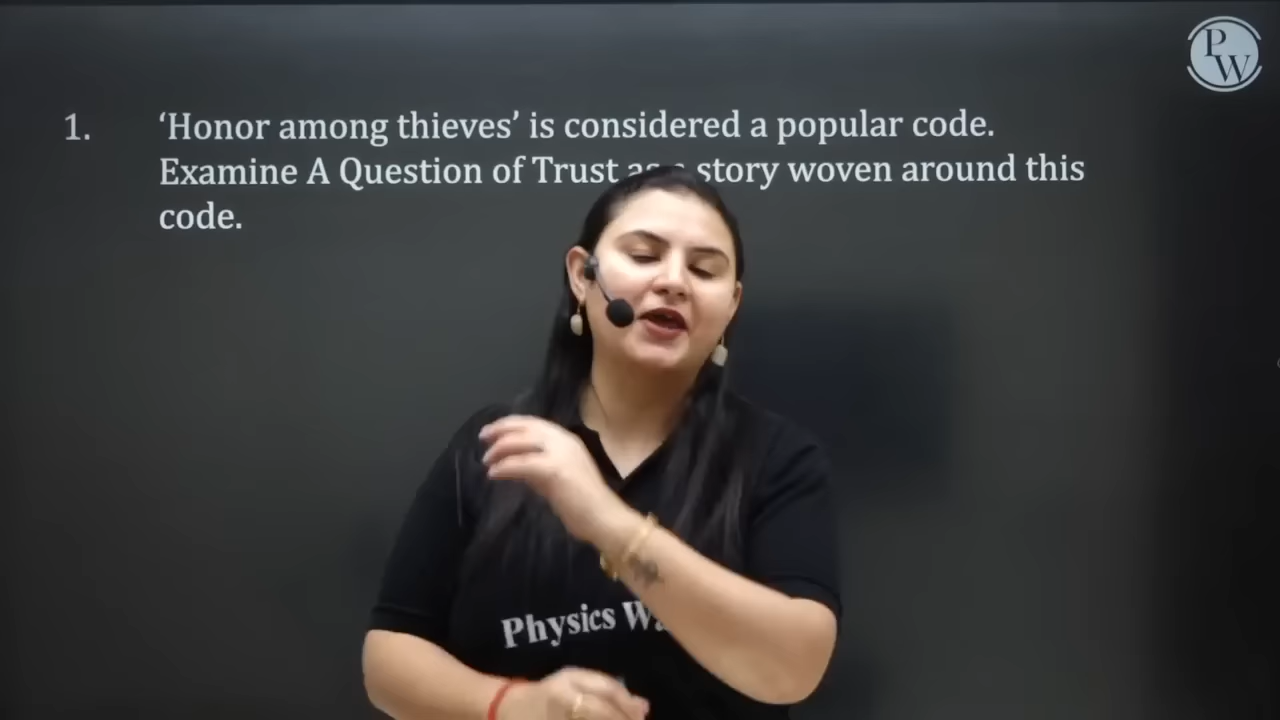 PW
1. ‘Honor among thieves’ is considered a popular code.
Examine A Question of Trust as a story woven around this
code.
Physics W